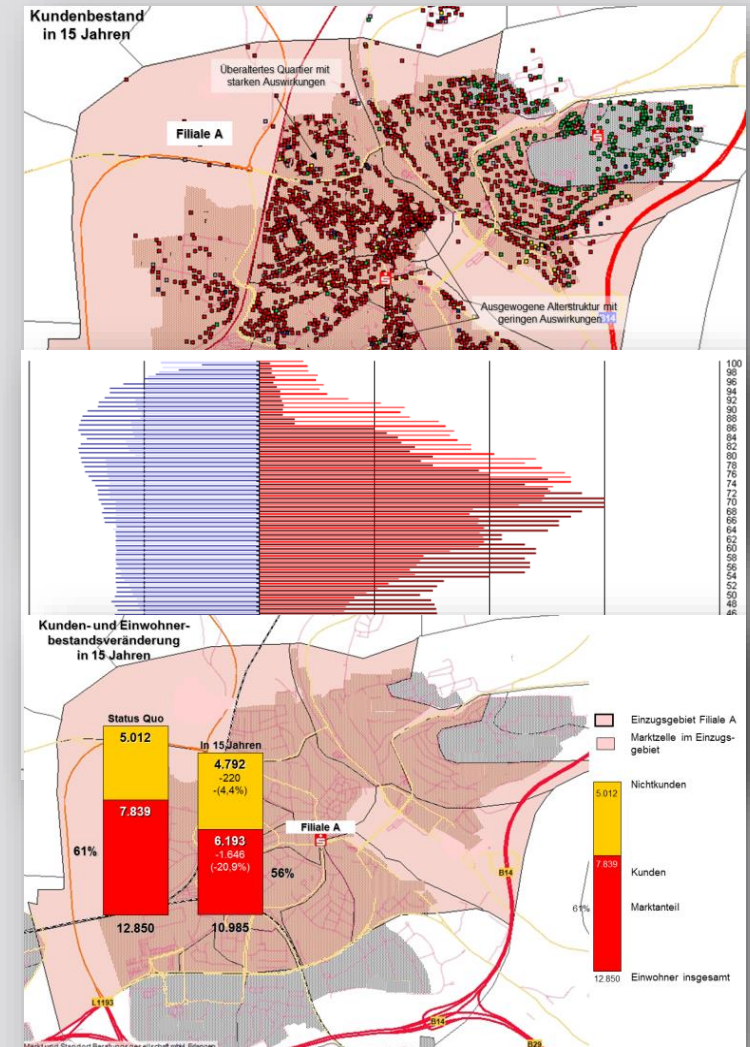 Kundenbestand
in 15 Jahren
Überaltertes Quartier mit
starken Auswirkungen
Filiale A
Ausgewogene Alterstruktur mit
geringen Auswirkungen
B14
100
98
96
94
92
90
88
86
84
82
80
78
76
74
72
70
68
66
64
62
60
58
56
54
52
50
48
46
Kunden- und Einwohner-
bestandsveränderung
in 15 Jahren
Status Quo
5.012
7.839
61%
12.850
In 15 Jahren
4.792
-220
-(4,4%)
6.193
-1.646
(-20,9%)
56%
10.985
Filiale A
B14
L1193
B14
B29
Einzugsgebiet Filiale A
Marktzelle im Einzugs-
gebiet
Nichtkunden
5.012
7.839
Kunden
Marktanteil
61%
12.850
Einwohner insgesamt